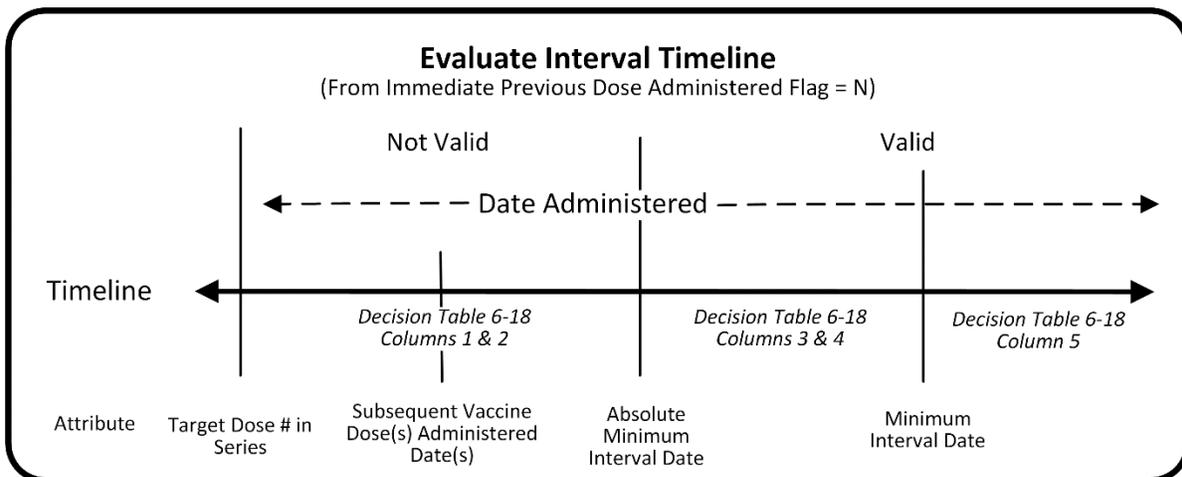 Evaluate Interval Timeline
(From Immediate Previous Dose Administered Flag = N)
Not Valid
Valid
Date Administered
Timeline
Decision Table 6-18
Columns 1 & 2
Decision Table 6-18
Columns 3 & 4
Decision Table 6-18
Column 5
Attribute
Target Dose # in
Series
Subsequent Vaccine
Dose(s) Administered
Date(s)
Absolute
Minimum
Interval Date
Minimum
Interval Date